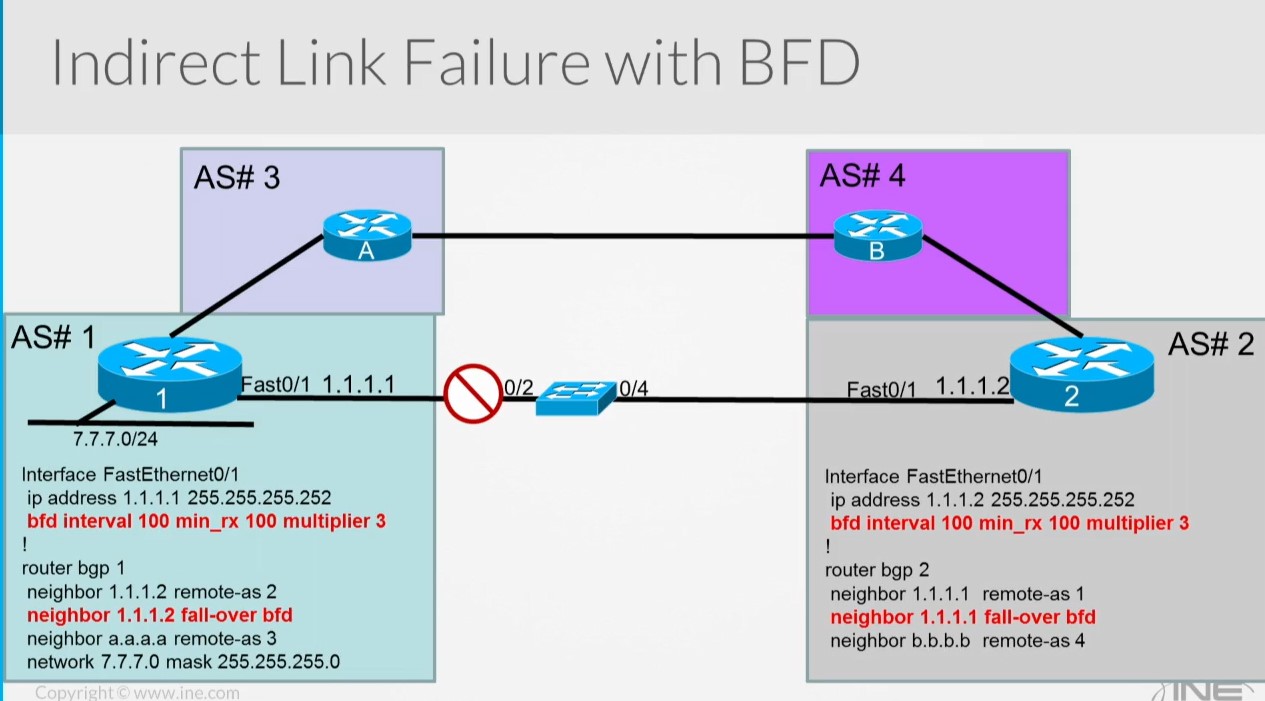 Indirect Link Failure with BFD
AS# 3
A
AS# 4
B
AS# 1
1
Fast0/1 1.1.1.1
0/2
0/4
7.7.7.0/24
Interface FastEthernet0/1
ip address 1.1.1.1 255.255.255.252
bfd interval 100 min_rx 100 multiplier 3
!
router bgp 1
neighbor 1.1.1.2 remote-as 2
neighbor 1.1.1.2 fall-over bfd
neighbor a.a.a.a remote-as 3
network 7.7.7.0 mask 255.255.255.0
AS# 2
2
Fast0/1 1.1.1.2
Interface FastEthernet0/1
ip address 1.1.1.2 255.255.255.252
bfd interval 100 min_rx 100 multiplier 3
!
router bgp 2
neighbor 1.1.1.1 remote-as 1
neighbor 1.1.1.1 fall-over bfd
neighbor b.b.b.b remote-as 4
Copyright © www.ine.com
INE